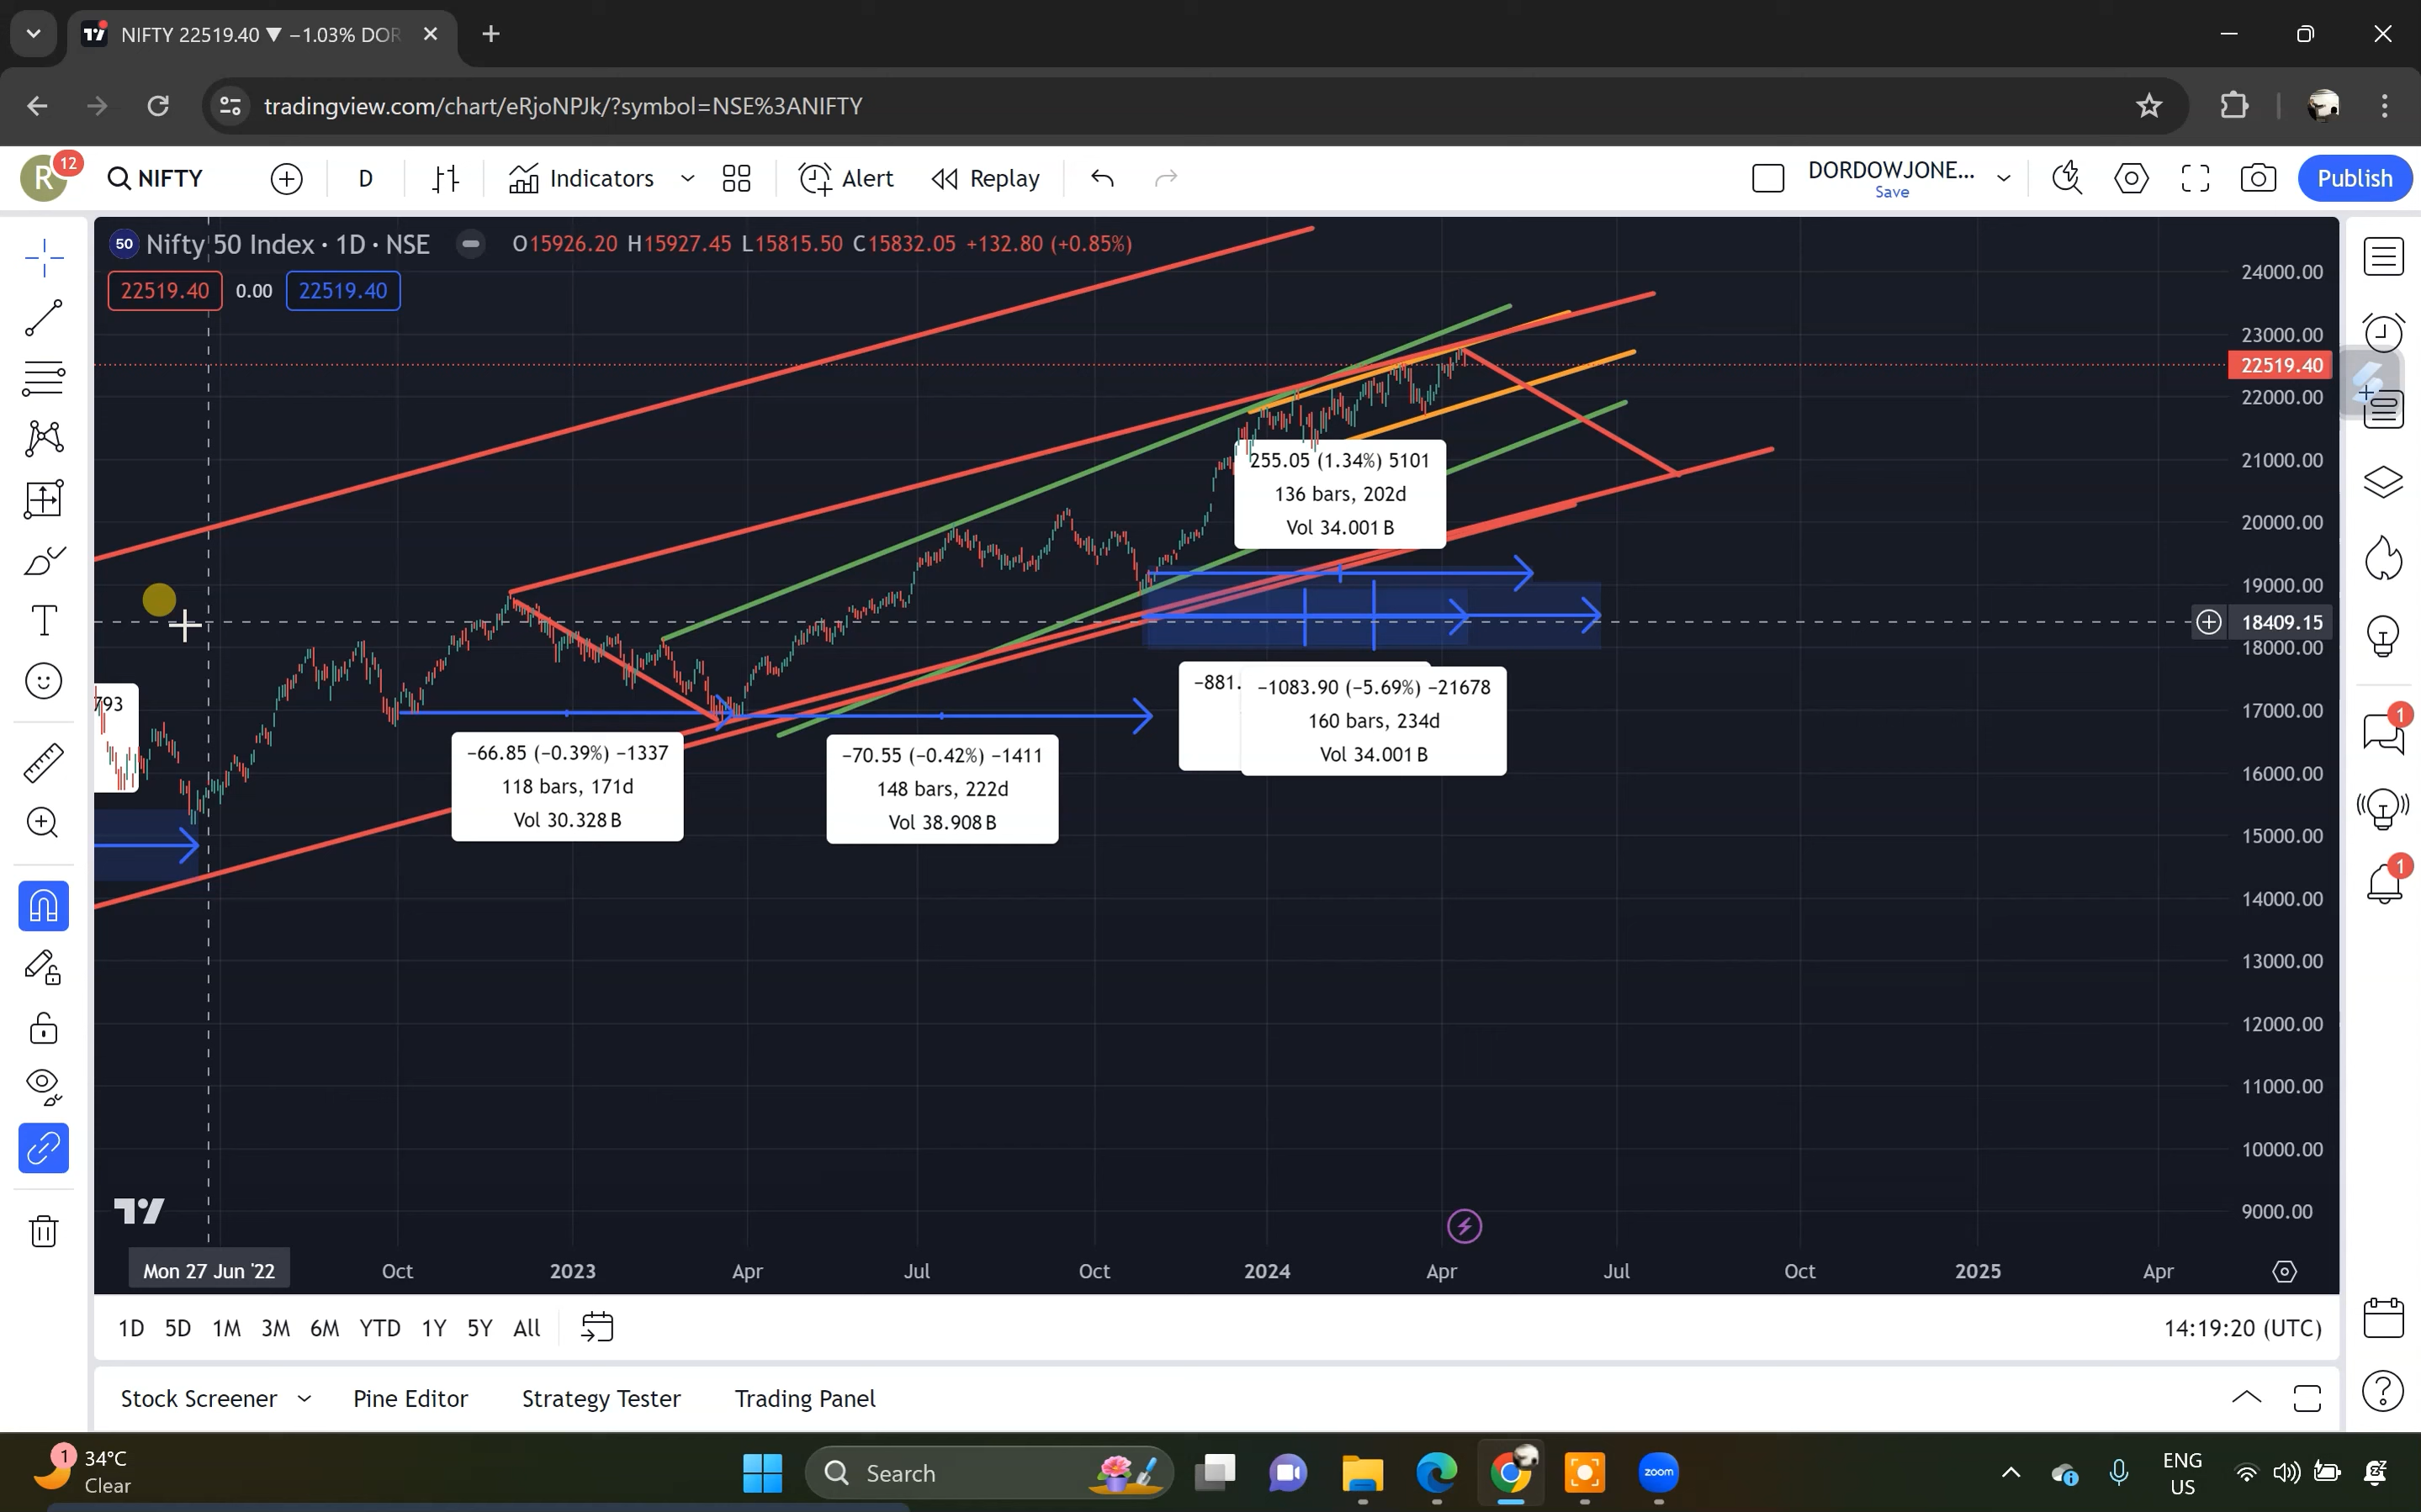 NIFTY 22519.40 ▼ −1.03% DOR
tradingview.com/chart/eRjoNPJk/?symbol=NSE%3ANIFTY
R
12
NIFTY
D
Indicators
Alert
Replay
DORDOWJONE...
Save
Publish
50 Nifty 50 Index · 1D · NSE
O15926.20 H15927.45 L15815.50 C15832.05 +132.80 (+0.85%)
22519.40 0.00 22519.40
24000.00
23000.00
22519.40
22000.00
21000.00
20000.00
19000.00
18409.15
18000.00
17000.00
16000.00
15000.00
14000.00
13000.00
12000.00
11000.00
10000.00
9000.00
255.05 (1.34%) 5101
136 bars, 202d
Vol 34.001 B
793
−881.
−1083.90 (−5.69%) −21678
160 bars, 234d
Vol 34.001 B
−66.85 (−0.39%) −1337
118 bars, 171d
Vol 30.328 B
−70.55 (−0.42%) −1411
148 bars, 222d
Vol 38.908 B
1
1
Mon 27 Jun '22 Oct 2023 Apr Jul Oct 2024 Apr Jul Oct 2025 Apr
1D 5D 1M 3M 6M YTD 1Y 5Y All
14:19:20 (UTC)
Stock Screener Pine Editor Strategy Tester Trading Panel
1
34°C
Clear
Search
zoom
ENG
US